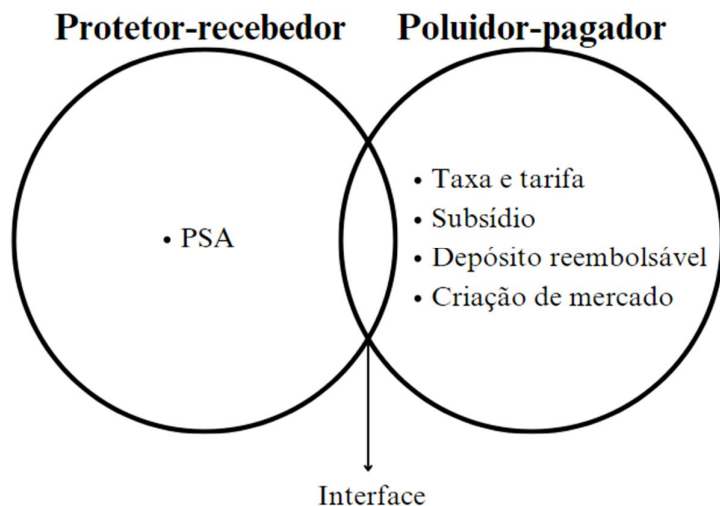 Protetor-recebedor
Poluidor-pagador
• PSA
• Taxa e tarifa
• Subsídio
• Depósito reembolsável
• Criação de mercado
Interface